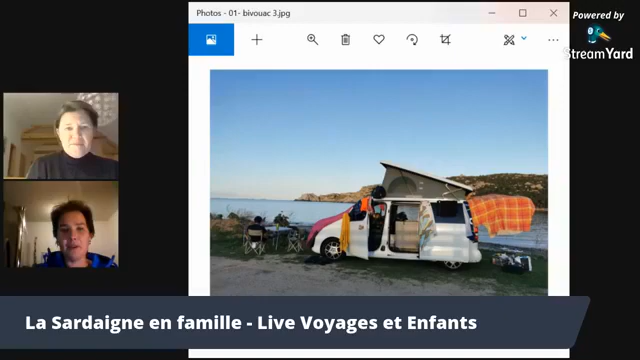 Photos - 01- bivouac 3.jpg
Powered by
StreamYard
La Sardaigne en famille - Live Voyages et Enfants